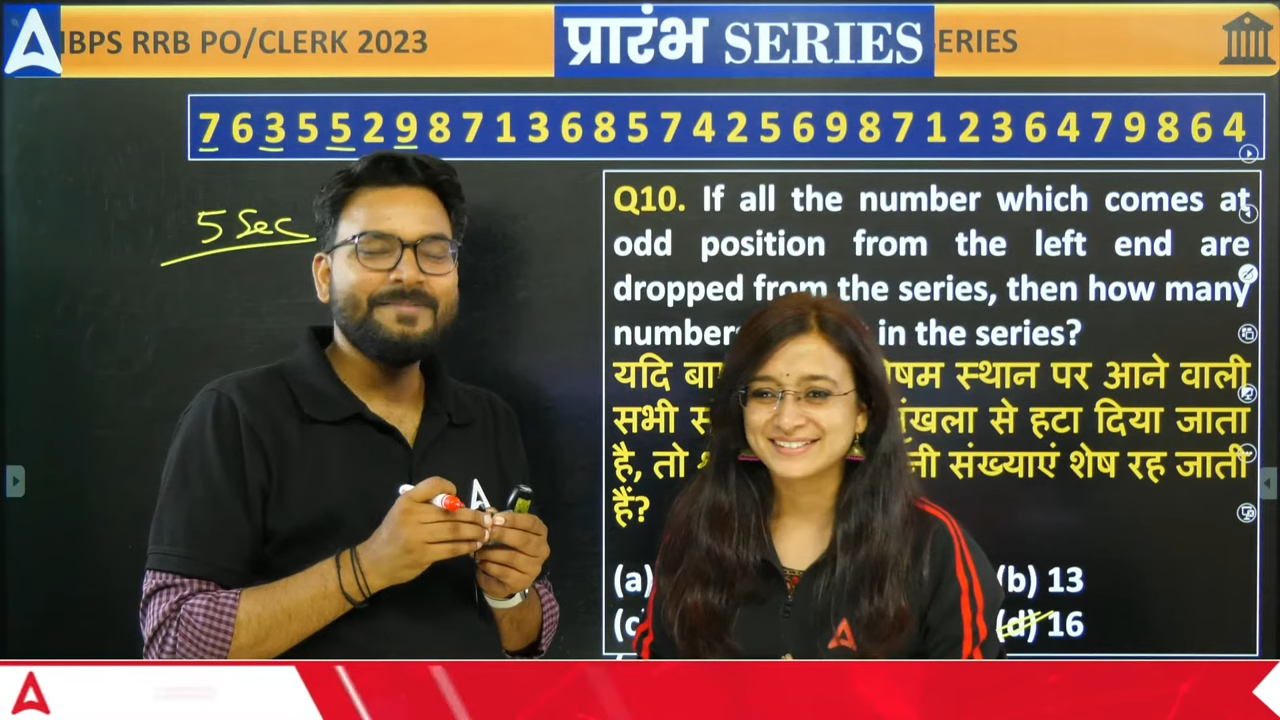 IBPS RRB PO/CLERK 2023
प्रारंभ SERIES
ERIES
7 6 3 5 5 2 9 8 7 1 3 6 8 5 7 4 2 5 6 9 8 7 1 2 3 6 4 7 9 8 6 4
5 Sec
Q10. If all the number which comes at
odd position from the left end are
dropped from the series, then how many
in the series?
यदि स्थान पर आने वाली
सभी से हटा दिया जाता
है, तो संख्याएं शेष रह जाती
हैं?
(a) (b) 13
(d) 16